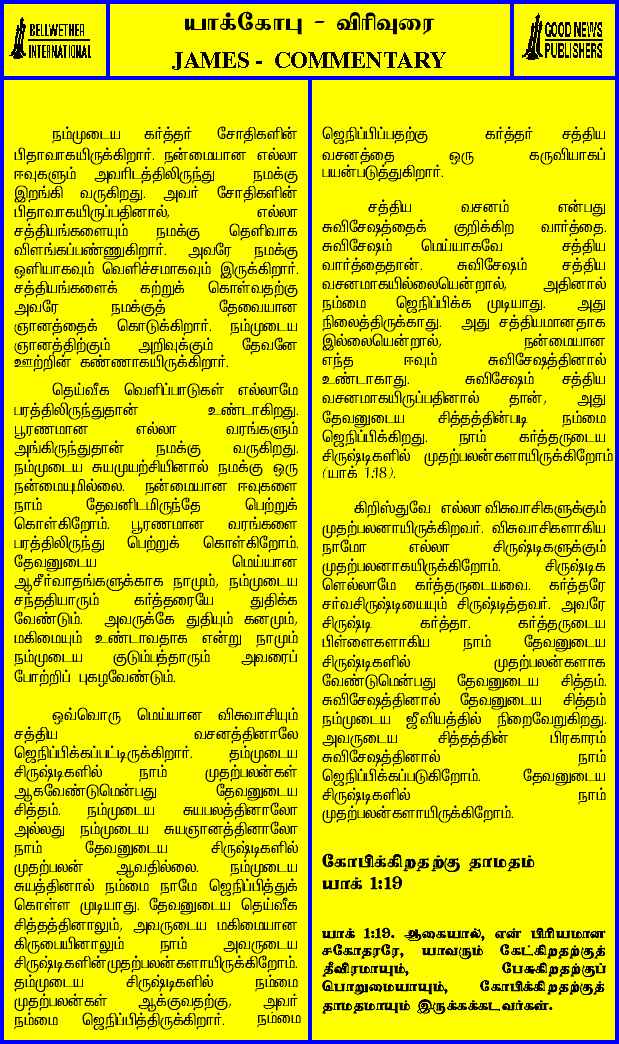 BELLWETHER
INTERNATIONAL
யாக்கோபு - விரிவுரை
JAMES - COMMENTARY
GOOD NEWS
PUBLISHERS
நம்முடைய கர்த்தர் சோதிகளின்
பிதாவாகயிருக்கிறார். நன்மையான எல்லா
ஈவுகளும் அவரிடத்திலிருந்து நமக்கு
இறங்கி வருகிறது. அவர் சோதிகளின்
பிதாவாகயிருப்பதினால், எல்லா
சத்தியங்களையும் நமக்கு தெளிவாக
விளங்கப்பண்ணுகிறார். அவரே நமக்கு
ஒளியாகவும் வெளிச்சமாகவும் இருக்கிறார்.
சத்தியங்களைக் கற்றுக் கொள்வதற்கு
அவரே நமக்குத் தேவையான
ஞானத்தைக் கொடுக்கிறார். நம்முடைய
ஞானத்திற்கும் அறிவுக்கும் தேவனே
ஊற்றின் கண்ணாகயிருக்கிறார்.
தெய்வீக வெளிப்பாடுகள் எல்லாமே
பரத்திலிருந்துதான் உண்டாகிறது.
பூரணமான எல்லா வரங்களும்
அங்கிருந்துதான் நமக்கு வருகிறது.
நம்முடைய சுயமுயற்சியினால் நமக்கு ஒரு
நன்மையுமில்லை. நன்மையான ஈவுகளை
நாம் தேவனிடமிருந்தே பெற்றுக்
கொள்கிறோம். பூரணமான வரங்களை
பரத்திலிருந்து பெற்றுக் கொள்கிறோம்.
தேவனுடைய மெய்யான
ஆசீர்வாதங்களுக்காக நாமும், நம்முடைய
சந்ததியாரும் கர்த்தரையே துதிக்க
வேண்டும். அவருக்கே துதியும் கனமும்,
மகிமையும் உண்டாவதாக என்று நாமும்
நம்முடைய குடும்பத்தாரும் அவரைப்
போற்றிப் புகழவேண்டும்.
ஒவ்வொரு மெய்யான விசுவாசியும்
சத்திய வசனத்தினாலே
ஜெநிப்பிக்கப்பட்டிருக்கிறார். தம்முடைய
சிருஷ்டிகளில் நாம் முதற்பலன்கள்
ஆகவேண்டுமென்பது தேவனுடைய
சித்தம். நம்முடைய சுயபலத்தினாலோ
அல்லது நம்முடைய சுயஞானத்தினாலோ
நாம் தேவனுடைய சிருஷ்டிகளில்
முதற்பலன் ஆவதில்லை. நம்முடைய
சுயத்தினால் நம்மை நாமே ஜெநிப்பித்துக்
கொள்ள முடியாது. தேவனுடைய தெய்வீக
சித்தத்தினாலும், அவருடைய மகிமையான
கிருபையினாலும் நாம் அவருடைய
சிருஷ்டிகளின்முதற்பலன்களாயிருக்கிறோம்.
தம்முடைய சிருஷ்டிகளில் நம்மை
முதற்பலன்கள் ஆக்குவதற்கு, அவர்
நம்மை ஜெநிப்பித்திருக்கிறார். நம்மை
ஜெநிப்பிப்பதற்கு கர்த்தர் சத்திய
வசனத்தை ஒரு கருவியாகப்
பயன்படுத்துகிறார்.
சத்திய வசனம் என்பது
சுவிசேஷத்தைக் குறிக்கிற வார்த்தை.
சுவிசேஷம் மெய்யாகவே சத்திய
வார்த்தைதான். சுவிசேஷம் சத்திய
வசனமாகயில்லையென்றால், அதினால்
நம்மை ஜெநிப்பிக்க முடியாது. அது
நிலைத்திருக்காது. அது சத்தியமானதாக
இல்லையென்றால், நன்மையான
எந்த ஈவும் சுவிசேஷத்தினால்
உண்டாகாது. சுவிசேஷம் சத்திய
வசனமாகயிருப்பதினால் தான், அது
தேவனுடைய சித்தத்தின்படி நம்மை
ஜெநிப்பிக்கிறது. நாம் கர்த்தருடைய
சிருஷ்டிகளில் முதற்பலன்களாயிருக்கிறோம்
(யாக் 1:18).
கிறிஸ்துவே எல்லா விசுவாசிகளுக்கும்
முதற்பலனாயிருக்கிறவர். விசுவாசிகளாகிய
நாமோ எல்லா சிருஷ்டிகளுக்கும்
முதற்பலனாகயிருக்கிறோம். சிருஷ்டிக
ளெல்லாமே கர்த்தருடையவை. கர்த்தரே
சர்வசிருஷ்டியையும் சிருஷ்டித்தவர். அவரே
சிருஷ்டி கர்த்தா. கர்த்தருடைய
பிள்ளைகளாகிய நாம் தேவனுடைய
சிருஷ்டிகளில் முதற்பலன்களாக
வேண்டுமென்பது தேவனுடைய சித்தம்.
சுவிசேஷத்தினால் தேவனுடைய சித்தம்
நம்முடைய ஜீவியத்தில் நிறைவேறுகிறது.
அவருடைய சித்தத்தின் பிரகாரம்
சுவிசேஷத்தினால் நாம்
ஜெநிப்பிக்கப்படுகிறோம். தேவனுடைய
சிருஷ்டிகளில் நாம்
முதற்பலன்களாயிருக்கிறோம்.
கோபிக்கிறதற்கு தாமதம்
யாக் 1:19
யாக் 1:19. ஆகையால், என் பிரியமான
சகோதரரே, யாவரும் கேட்கிறதற்குத்
தீவிரமாயும், பேசுகிறதற்குப்
பொறுமையாயும், கோபிக்கிறதற்குத்
தாமதமாயும் இருக்கக்கடவர்கள்.